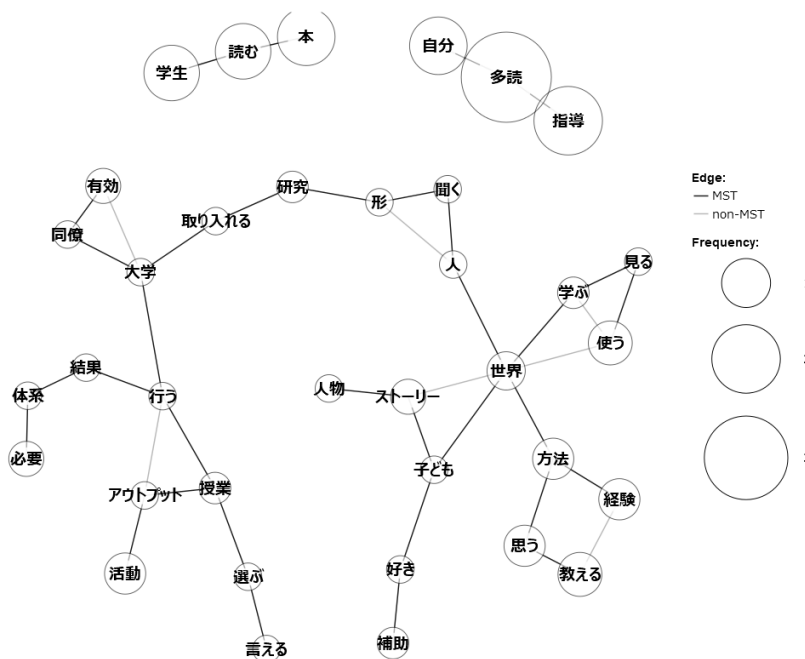 本
読む
学生
自分
多読
指導
有効
同僚
大学
取り入れる
研究
形
聞く
人
学ぶ
見る
使う
世界
結果
体系
必要
行う
アウトプット
授業
活動
選ぶ
言える
人物
ストーリー
子ども
好き
補助
方法
経験
思う
教える
Edge:
MST
non-MST
Frequency: